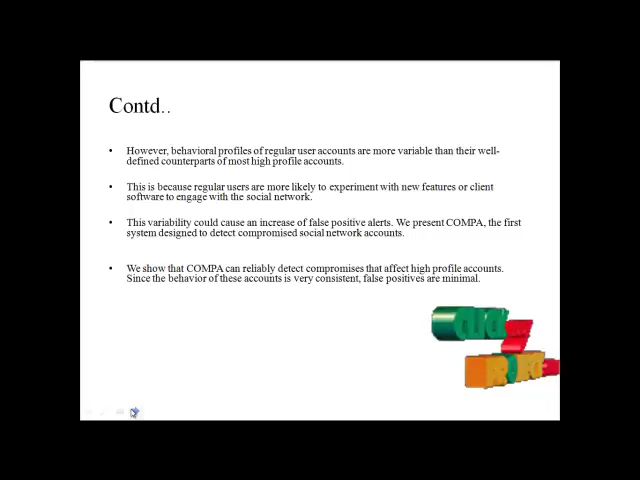 Contd..
• However, behavioral profiles of regular user accounts are more variable than their well-
defined counterparts of most high profile accounts.
• This is because regular users are more likely to experiment with new features or client
software to engage with the social network.
• This variability could cause an increase of false positive alerts. We present COMPA, the first
system designed to detect compromised social network accounts.
• We show that COMPA can reliably detect compromises that affect high profile accounts.
Since the behavior of these accounts is very consistent, false positives are minimal.